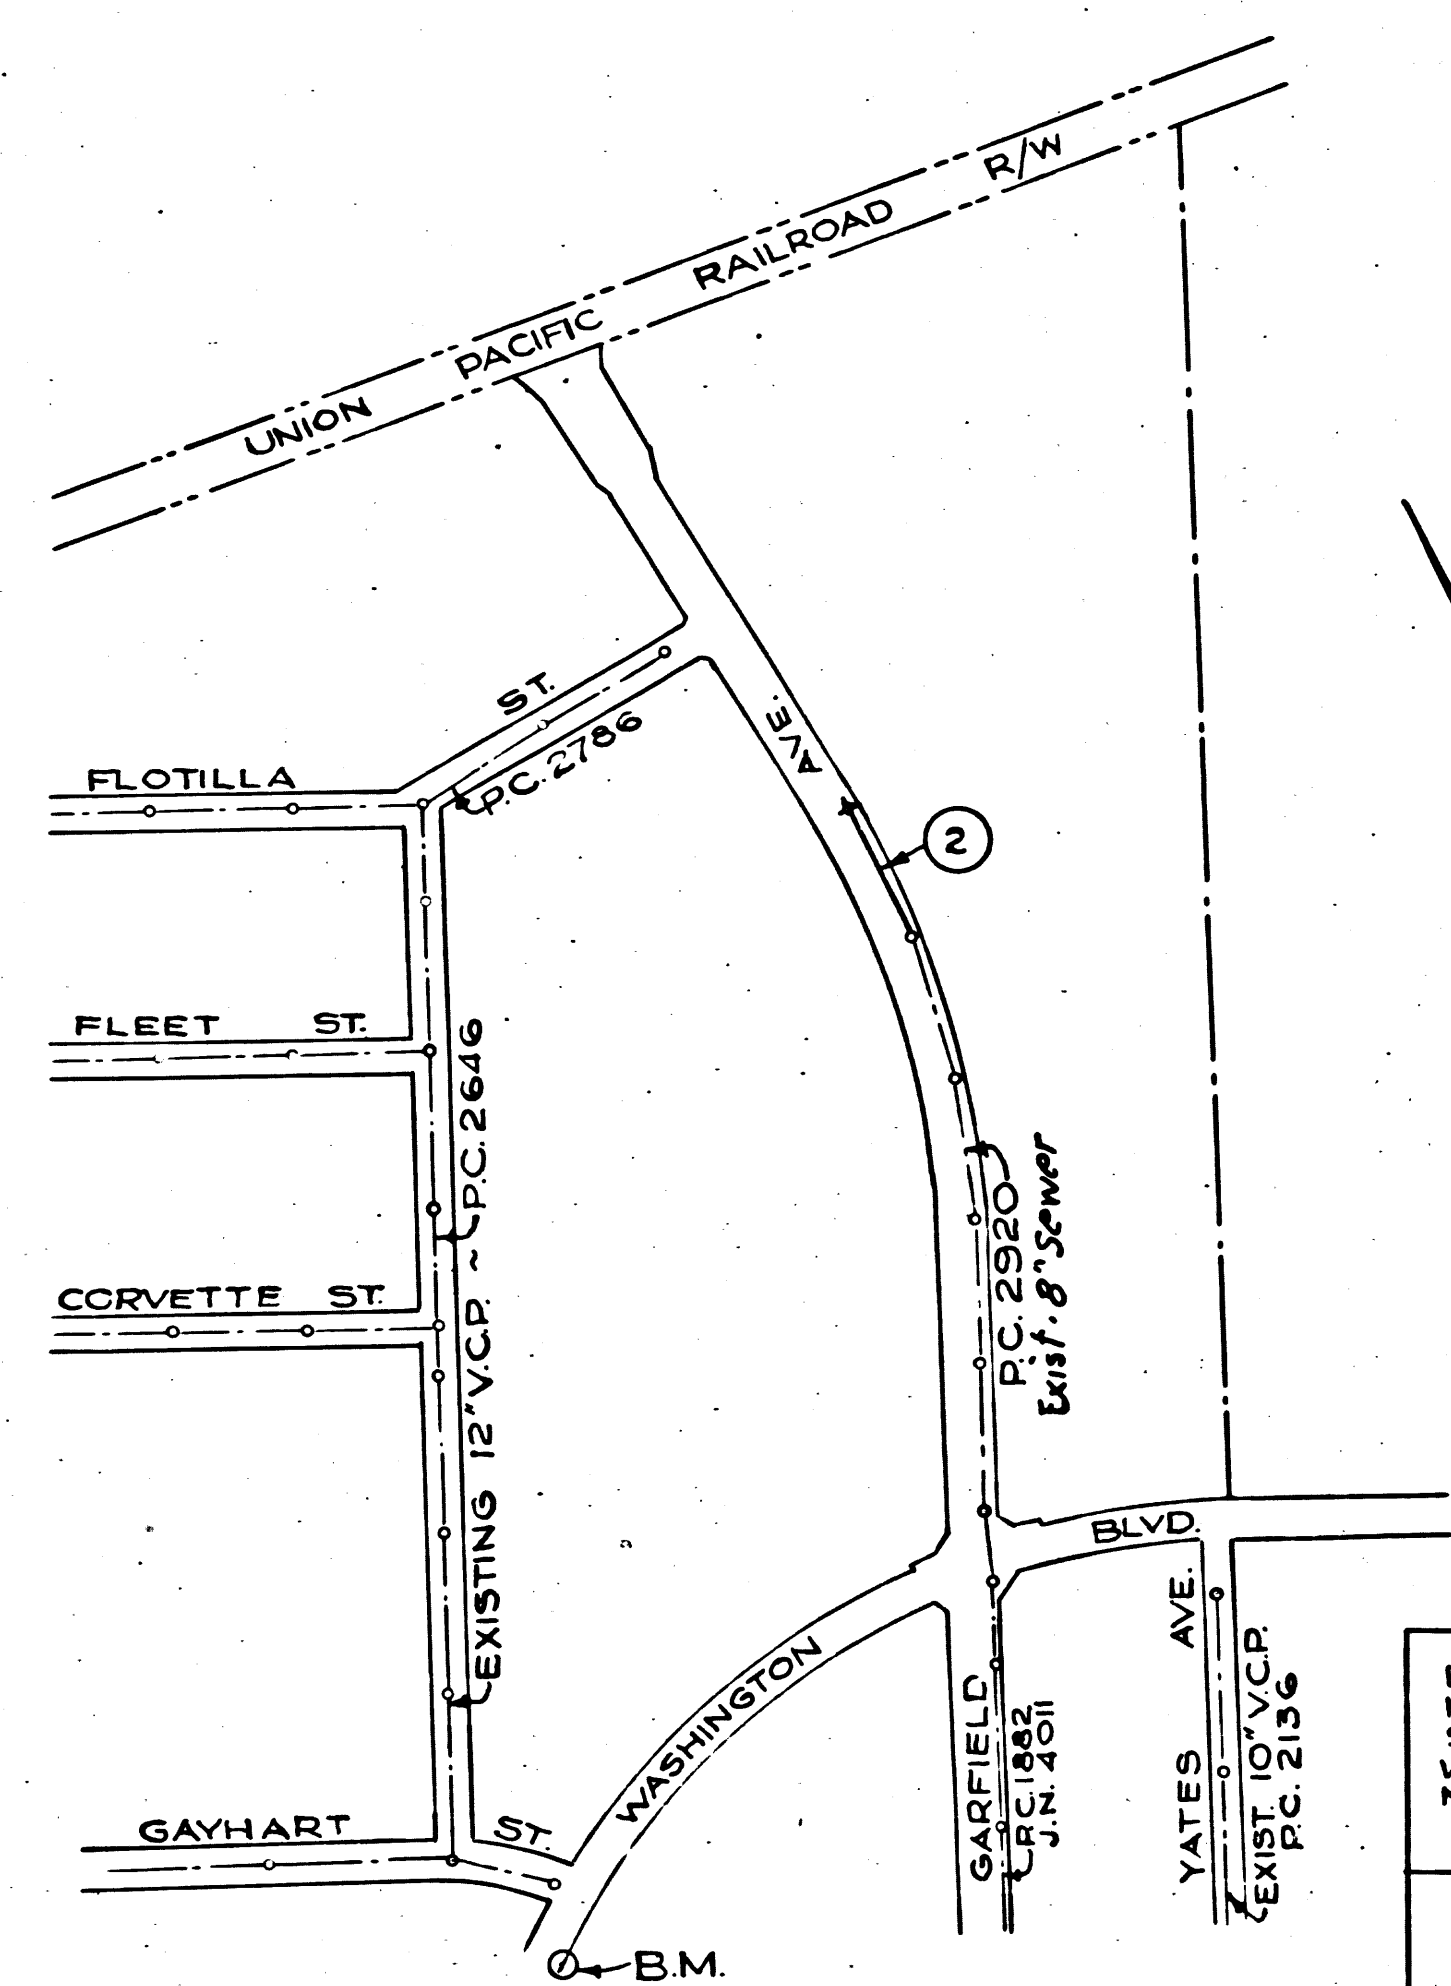 UNION PACIFIC RAILROAD R/W
ST.
P.C. 2786
AVE.
FLOTILLA
2
FLEET ST.
P.C. 2920
Exist. 8" Sewer
CORVETTE ST.
EXISTING 12" V.C.P. ~ P.C. 2646
BLVD.
WASHINGTON
GARFIELD
P.C. 1882
J.N. 4011
YATES AVE.
EXIST. 10" V.C.P.
P.C. 2136
GAYHART ST.
B.M.